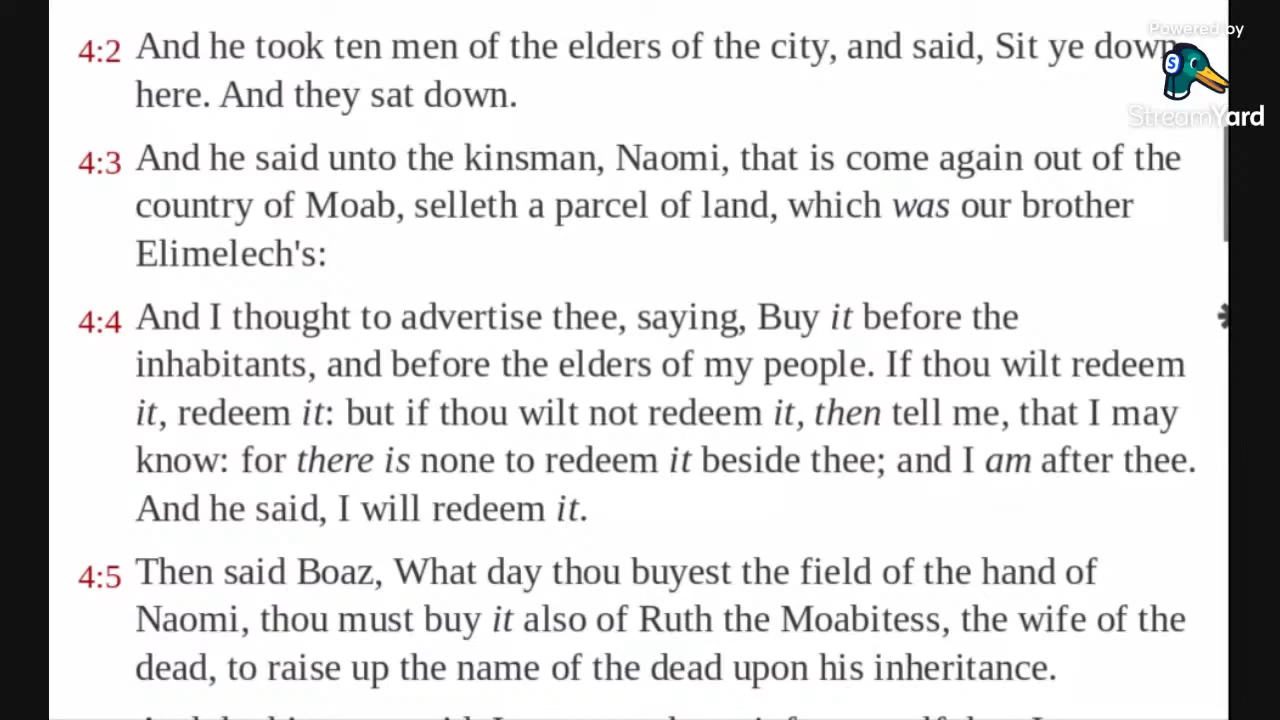 Powered by
StreamYard
4:2 And he took ten men of the elders of the city, and said, Sit ye down
here. And they sat down.
4:3 And he said unto the kinsman, Naomi, that is come again out of the
country of Moab, selleth a parcel of land, which was our brother
Elimelech's:
4:4 And I thought to advertise thee, saying, Buy it before the
inhabitants, and before the elders of my people. If thou wilt redeem
it, redeem it: but if thou wilt not redeem it, then tell me, that I may
know: for there is none to redeem it beside thee; and I am after thee.
And he said, I will redeem it.
4:5 Then said Boaz, What day thou buyest the field of the hand of
Naomi, thou must buy it also of Ruth the Moabitess, the wife of the
dead, to raise up the name of the dead upon his inheritance.